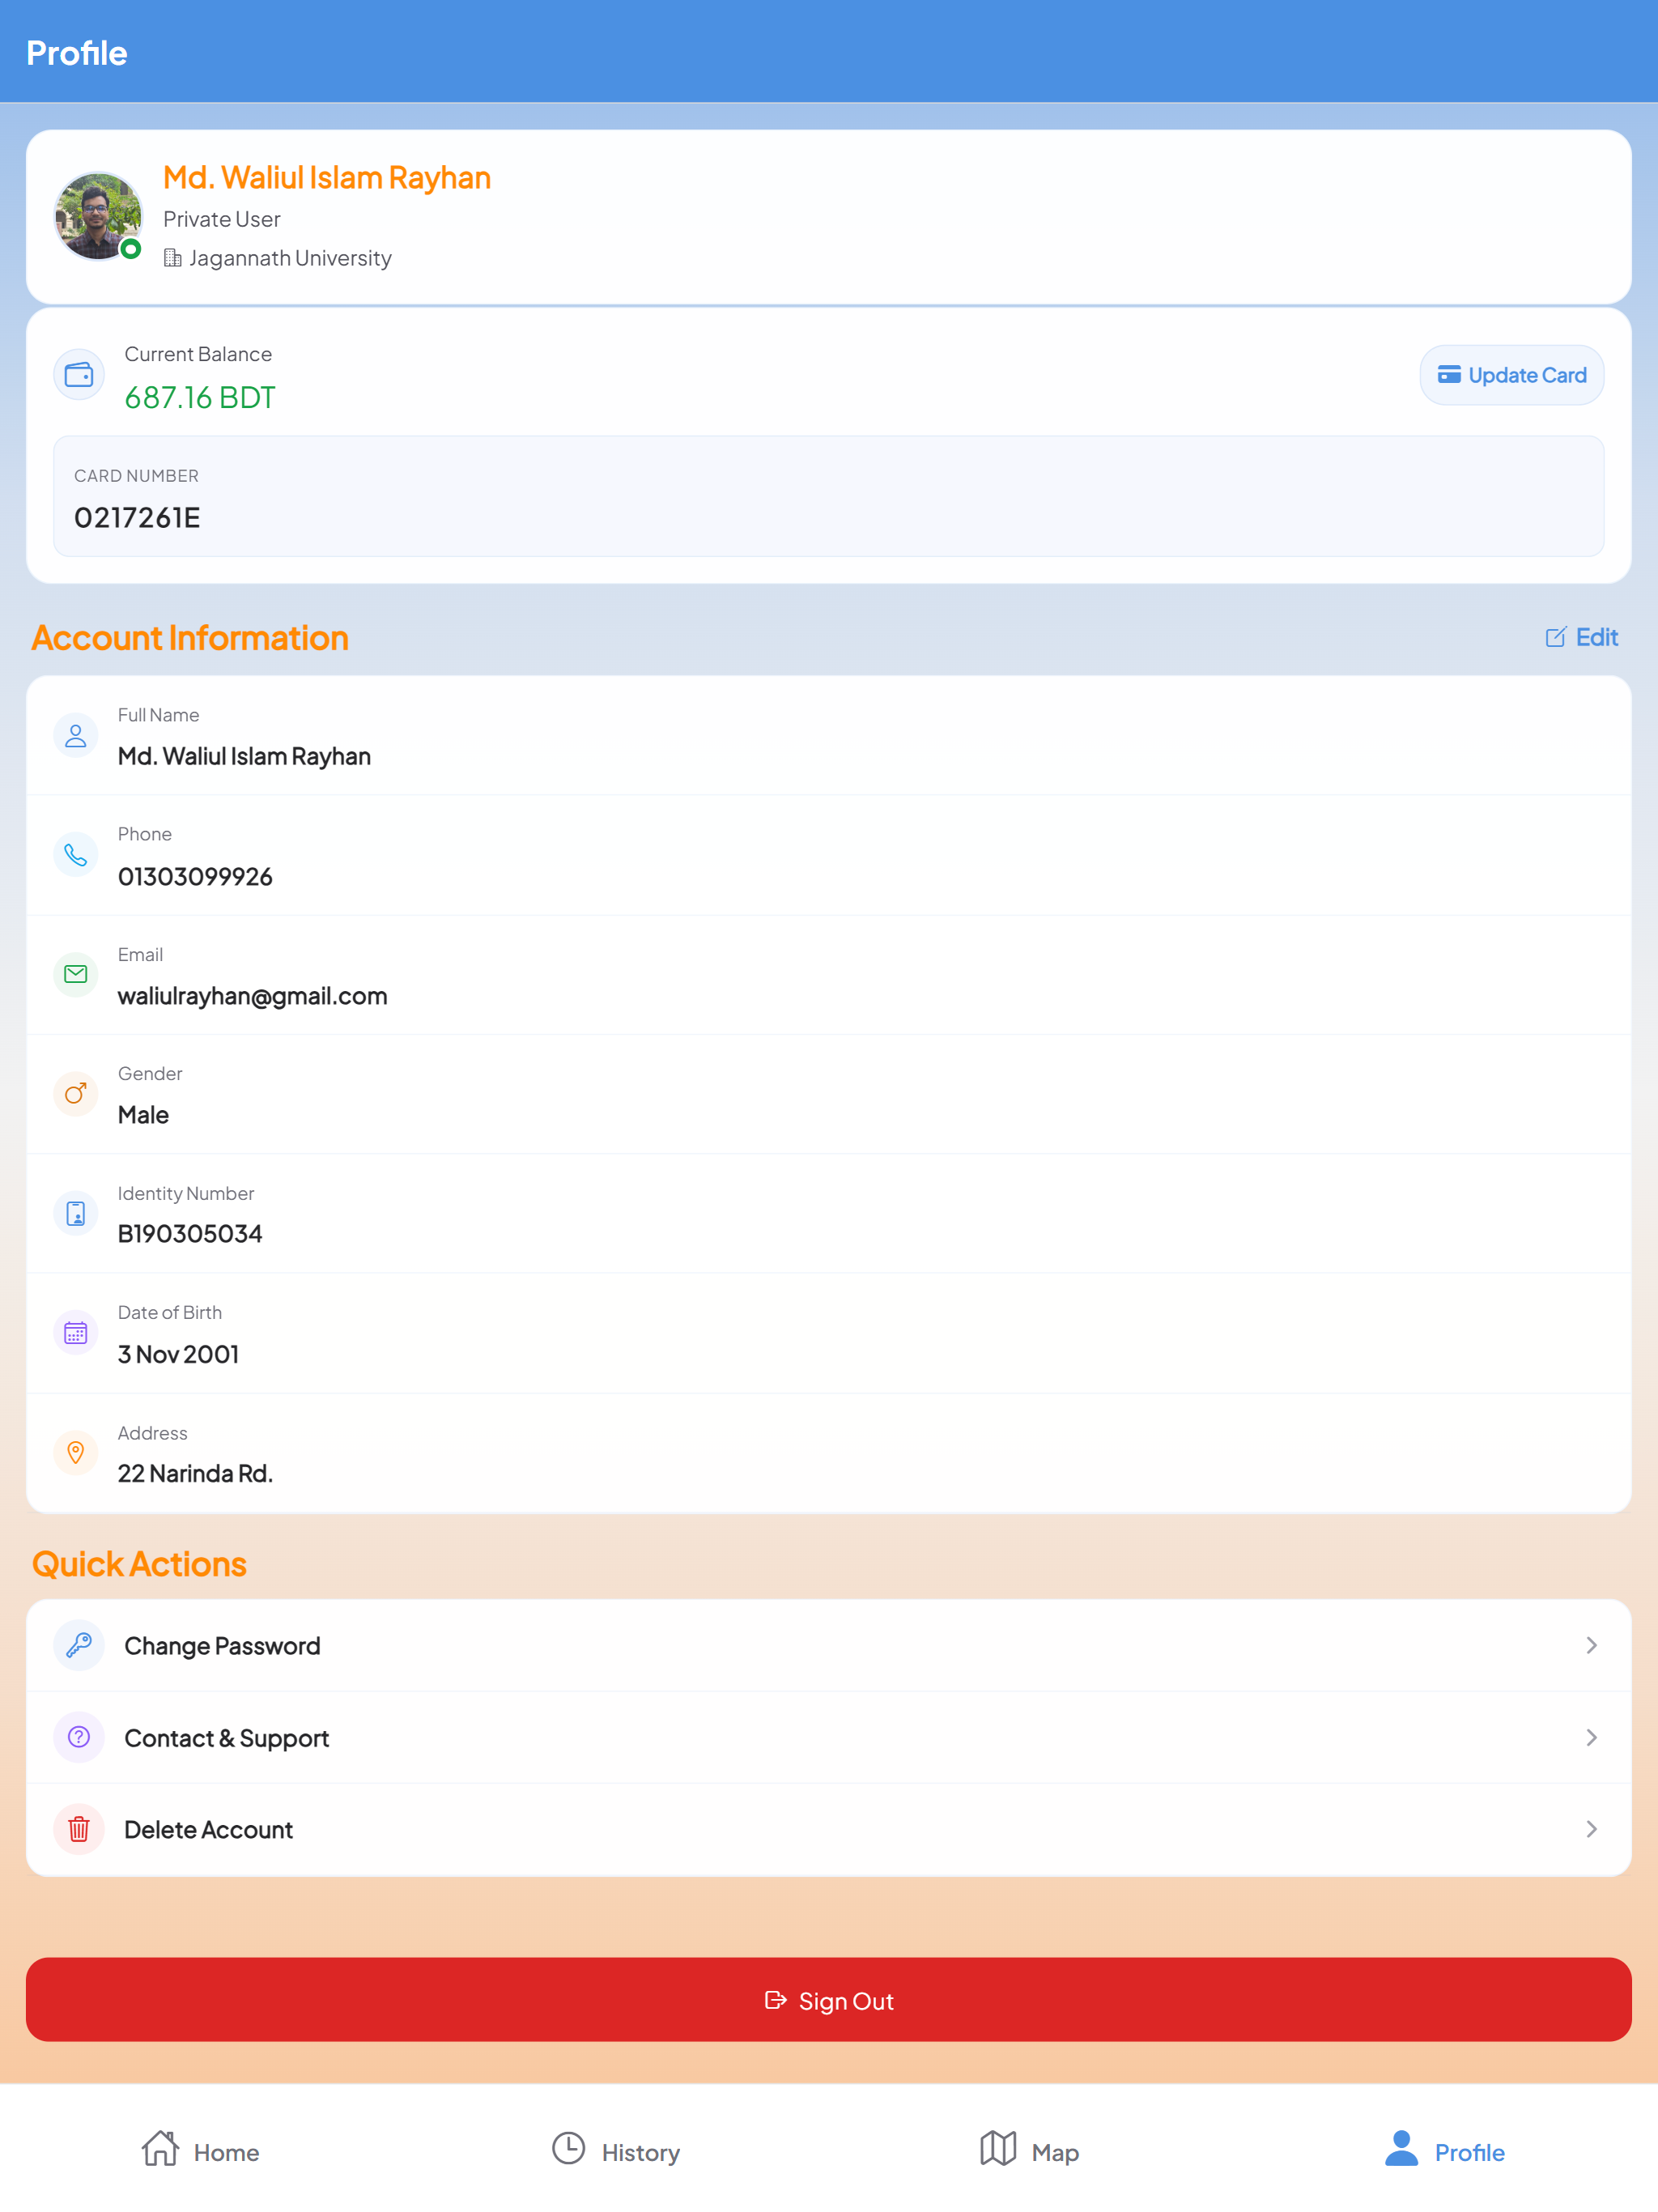 Profile
Md. Waliul Islam Rayhan
Private User
Jagannath University
Current Balance
687.16 BDT
Update Card
CARD NUMBER
0217261E
Account Information
Edit
Full Name
Md. Waliul Islam Rayhan
Phone
01303099926
Email
waliulrayhan@gmail.com
Gender
Male
Identity Number
B190305034
Date of Birth
3 Nov 2001
Address
22 Narinda Rd.
Quick Actions
Change Password
Contact & Support
Delete Account
Sign Out
Home
History
Map
Profile